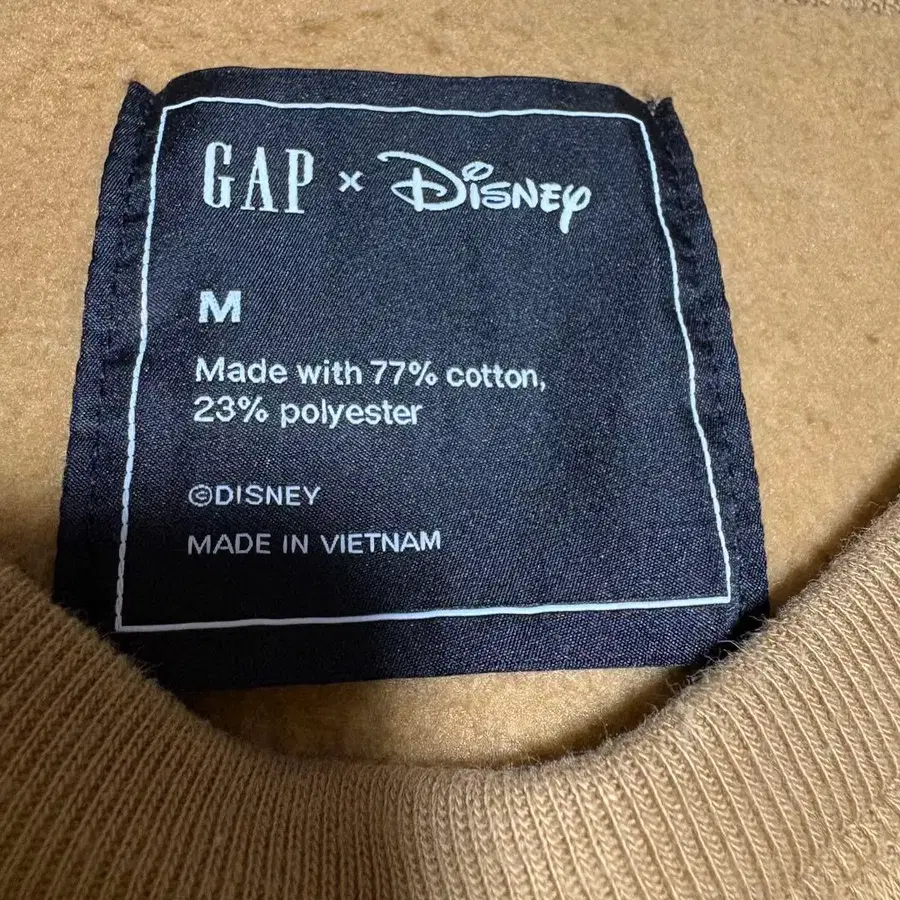 GAP × Disney
M
Made with 77% cotton,
23% polyester
©DISNEY
MADE IN VIETNAM